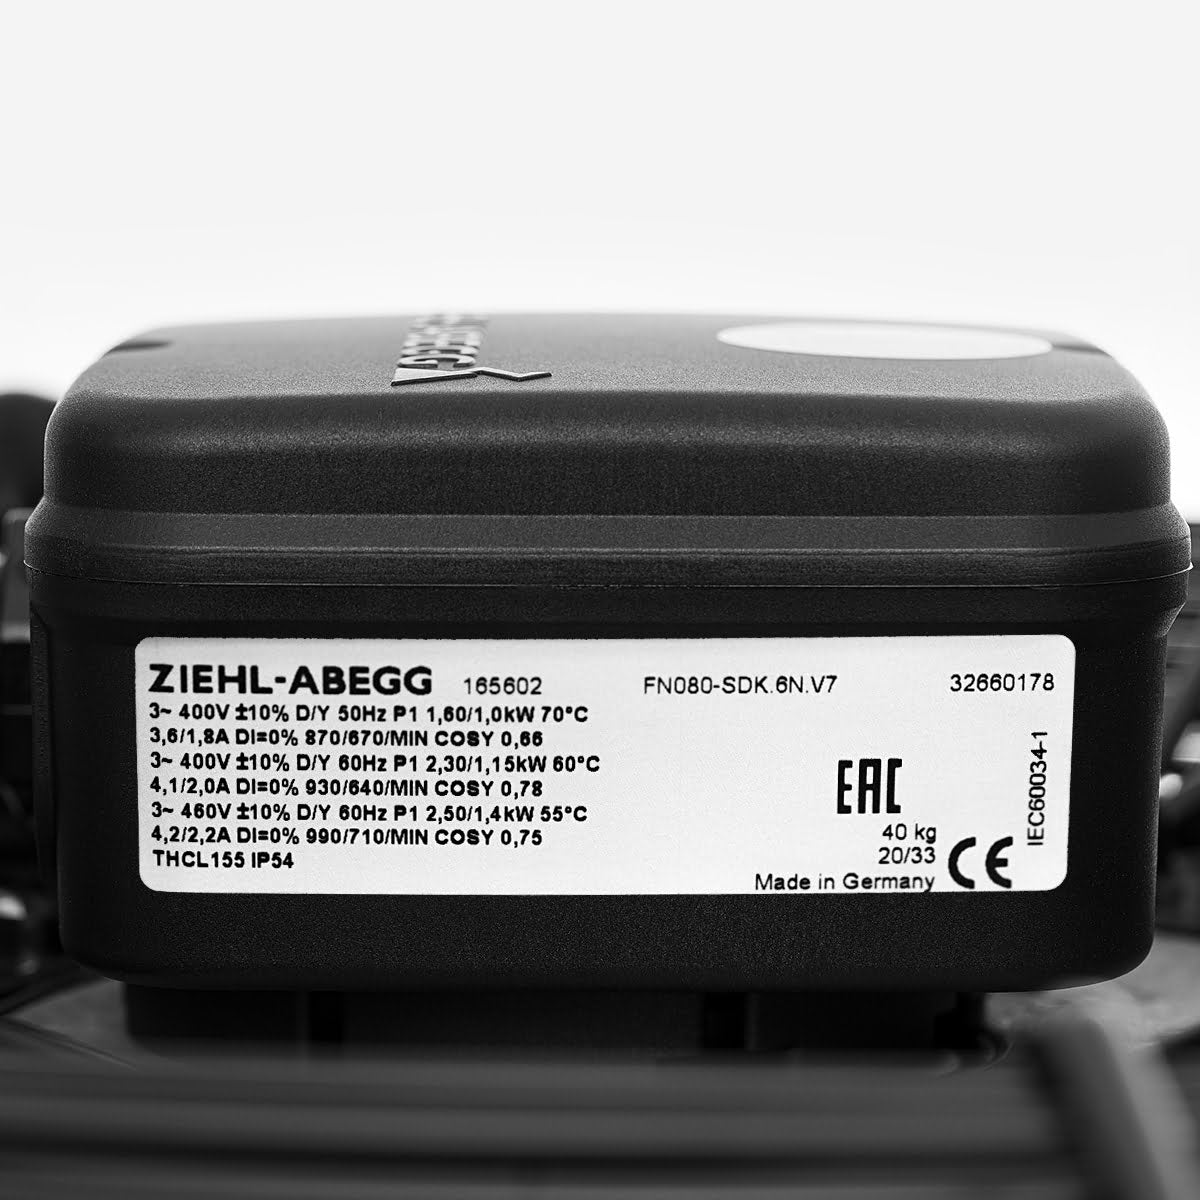 ZIEHL-ABEGG 165602 FN080-SDK.6N.V7 32660178
3~ 400V ±10% D/Y 50Hz P1 1,60/1,0kW 70°C
3,6/1,8A DI=0% 870/670/MIN COSY 0,66
3~ 400V ±10% D/Y 60Hz P1 2,30/1,15kW 60°C
4,1/2,0A DI=0% 930/640/MIN COSY 0,78
3~ 460V ±10% D/Y 60Hz P1 2,50/1,4kW 55°C
4,2/2,2A DI=0% 990/710/MIN COSY 0,75
THCL155 IP54
EAC
40 kg
20/33
Made in Germany
CE
IEC60034-1